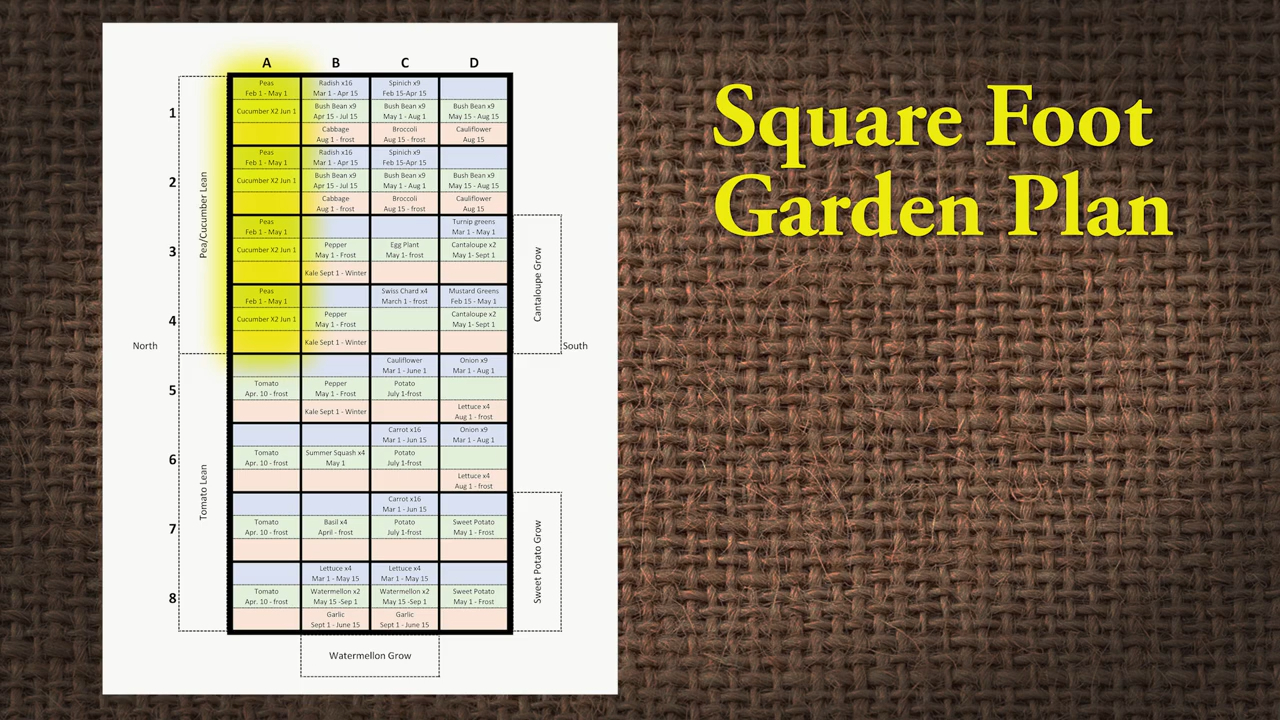 Square Foot
Garden Plan
A B C D
1
Peas
Feb 1 - May 1
Radish x16
Mar 1 - Apr 15
Spinich x9
Feb 15-Apr 15
Cucumber X2 Jun 1
Bush Bean x9
Apr 15 - Jul 15
Bush Bean x9
May 1 - Aug 1
Bush Bean x9
May 15 - Aug 15
Cabbage
Aug 1 - frost
Broccoli
Aug 15 - frost
Cauliflower
Aug 15
2
Peas
Feb 1 - May 1
Radish x16
Mar 1 - Apr 15
Spinich x9
Feb 15-Apr 15
Cucumber X2 Jun 1
Bush Bean x9
Apr 15 - Jul 15
Bush Bean x9
May 1 - Aug 1
Bush Bean x9
May 15 - Aug 15
Cabbage
Aug 1 - frost
Broccoli
Aug 15 - frost
Cauliflower
Aug 15
3
Peas
Feb 1 - May 1
Turnip greens
Mar 1 - May 1
Cucumber X2 Jun 1
Pepper
May 1 - Frost
Egg Plant
May 1- frost
Cantaloupe x2
May 1- Sept 1
Kale Sept 1 - Winter
4
Peas
Feb 1 - May 1
Swiss Chard x4
March 1 - frost
Mustard Greens
Feb 15 - May 1
Cucumber X2 Jun 1
Pepper
May 1 - Frost
Cantaloupe x2
May 1- Sept 1
Kale Sept 1 - Winter
5
Cauliflower
Mar 1 - June 1
Onion x9
Mar 1 - Aug 1
Tomato
Apr. 10 - frost
Pepper
May 1 - Frost
Potato
July 1-frost
Kale Sept 1 - Winter
Lettuce x4
Aug 1 - frost
6
Carrot x16
Mar 1 - Jun 15
Onion x9
Mar 1 - Aug 1
Tomato
Apr. 10 - frost
Summer Squash x4
May 1
Potato
July 1-frost
Lettuce x4
Aug 1 - frost
7
Carrot x16
Mar 1 - Jun 15
Tomato
Apr. 10 - frost
Basil x4
April - frost
Potato
July 1-frost
Sweet Potato
May 1 - Frost
8
Lettuce x4
Mar 1 - May 15
Lettuce x4
Mar 1 - May 15
Tomato
Apr. 10 - frost
Watermellon x2
May 15 -Sep 1
Watermellon x2
May 15 -Sep 1
Sweet Potato
May 1 - Frost
Garlic
Sept 1 - June 15
Garlic
Sept 1 - June 15
Pea/Cucumber Lean
Tomato Lean
North
South
Cantaloupe Grow
Sweet Potato Grow
Watermellon Grow